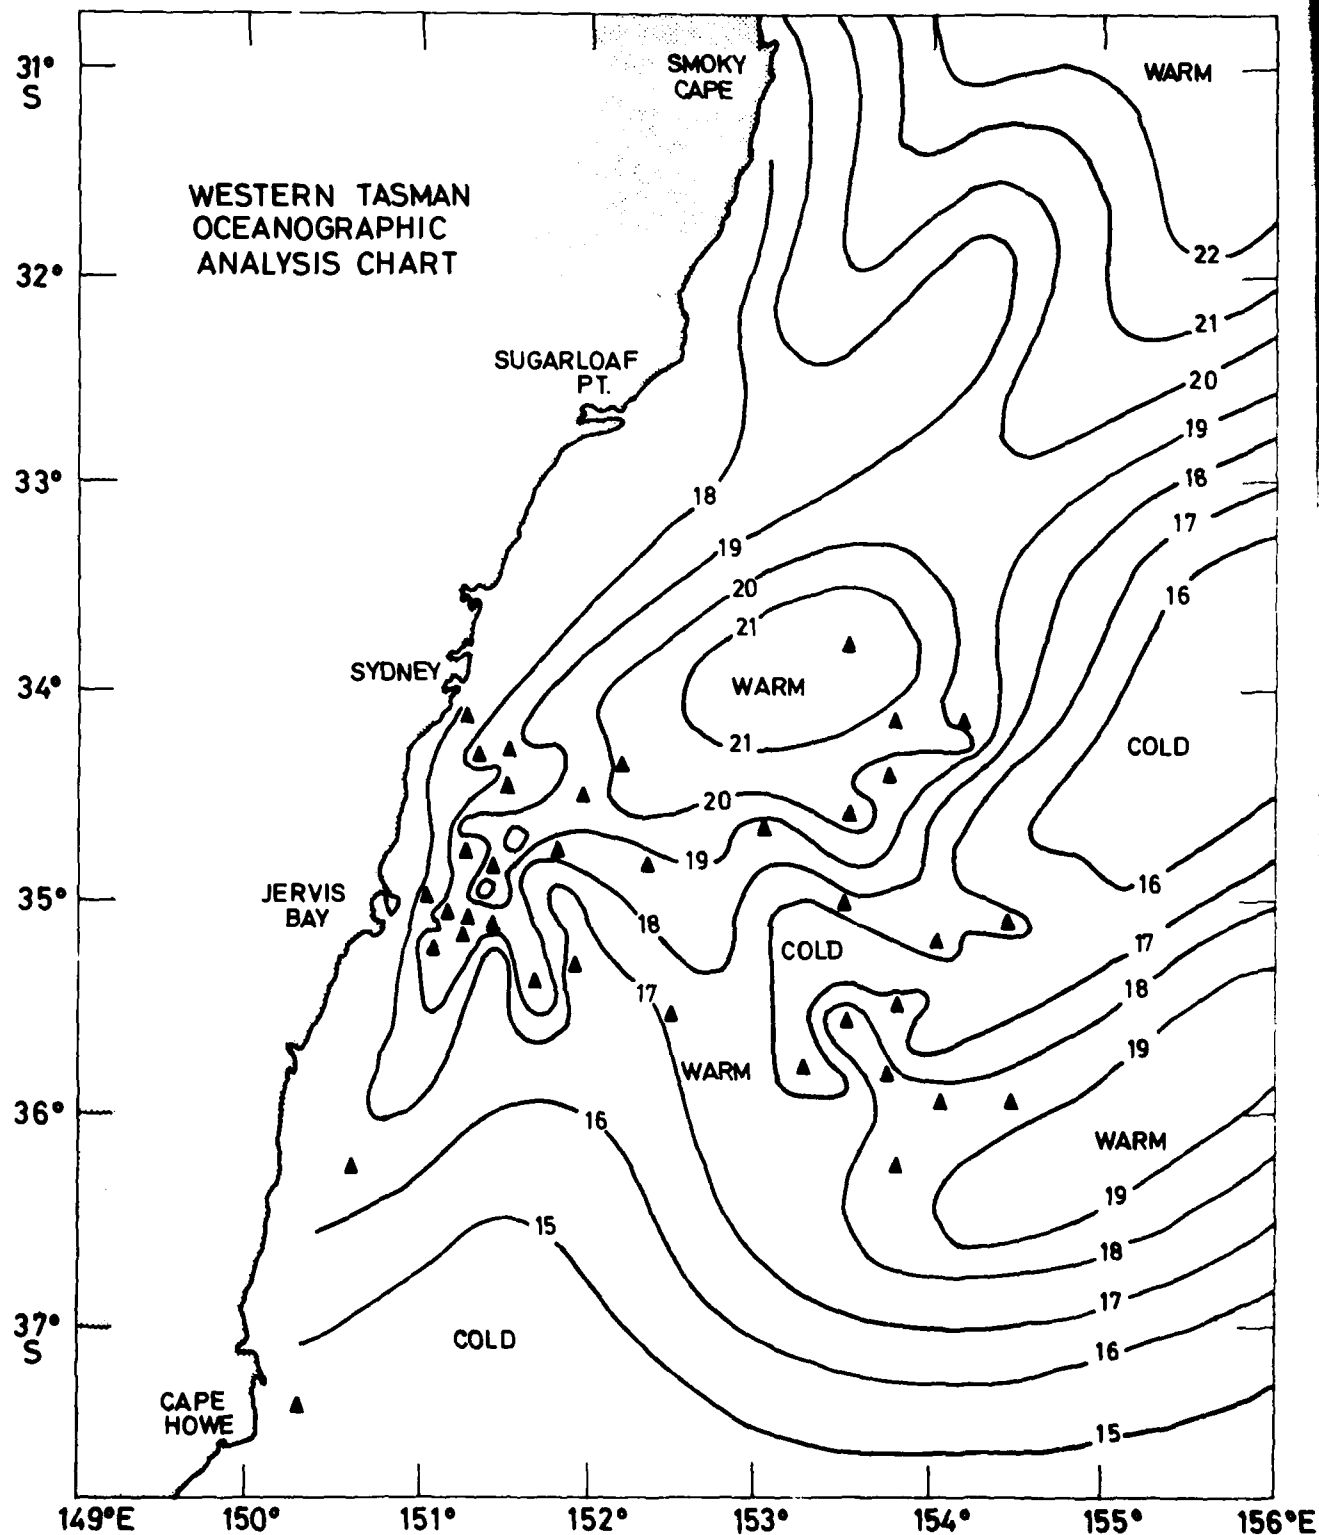 SMOKY
CAPE
WARM
31°
S
WESTERN TASMAN
OCEANOGRAPHIC
ANALYSIS CHART
22
32°
21
SUGARLOAF
PT.
20
19
33°
18
18
17
19
20
16
21
SYDNEY
34°
WARM
21
COLD
20
19
16
35°
JERVIS
BAY
18
COLD
17
17
18
19
WARM
36°
16
WARM
19
15
18
17
37°
S
COLD
16
CAPE
HOWE
15
149°E 150° 151° 152° 153° 154° 155° 156°E